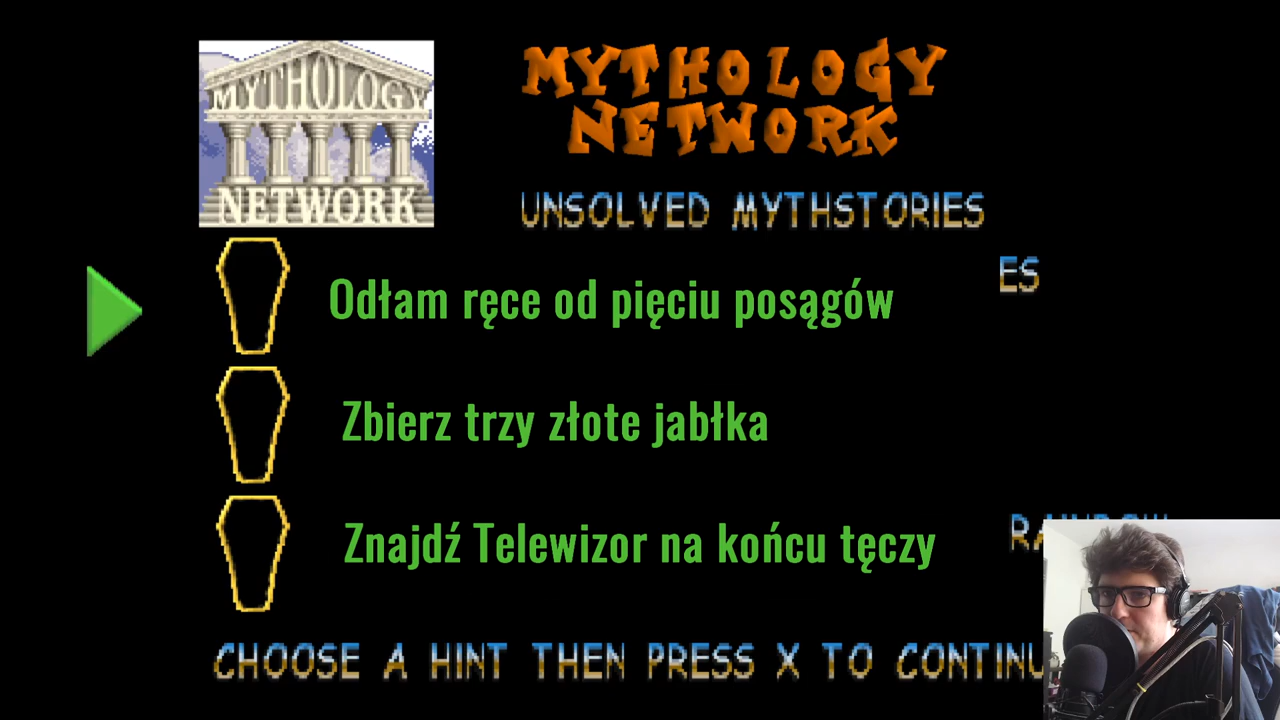 MYTHOLOGY
NETWORK
MYTHOLOGY
NETWORK
UNSOLVED MYTHSTORIES
ES
Odłam ręce od pięciu posągów
Zbierz trzy złote jabłka
Znajdź Telewizor na końcu tęczy
CHOOSE A HINT THEN PRESS X TO